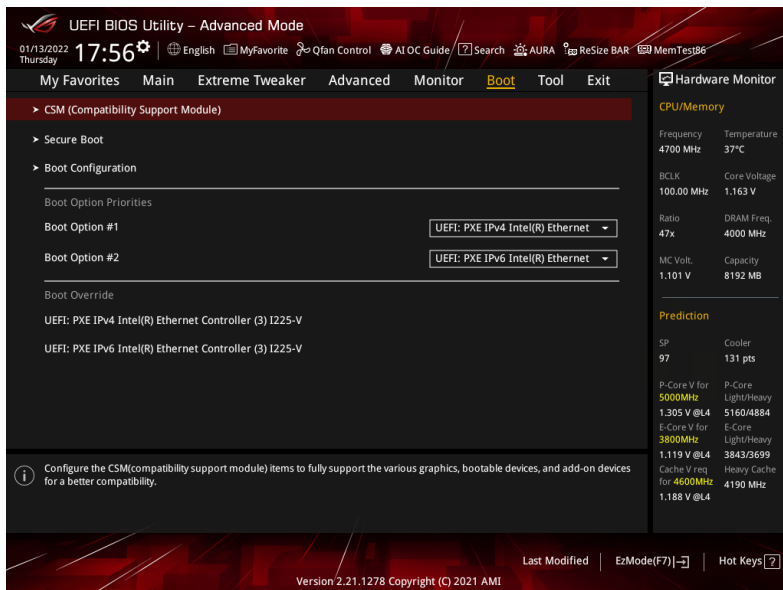 UEFI BIOS Utility – Advanced Mode
01/13/2022 Thursday 17:56 English MyFavorite Qfan Control AI OC Guide ? Search AURA ReSize BAR MemTest86
My Favorites Main Extreme Tweaker Advanced Monitor Boot Tool Exit
Hardware Monitor
CSM (Compatibility Support Module)
Secure Boot
Boot Configuration
Boot Option Priorities
Boot Option #1 UEFI: PXE IPv4 Intel(R) Ethernet
Boot Option #2 UEFI: PXE IPv6 Intel(R) Ethernet
Boot Override
UEFI: PXE IPv4 Intel(R) Ethernet Controller (3) I225-V
UEFI: PXE IPv6 Intel(R) Ethernet Controller (3) I225-V
CPU/Memory
Frequency Temperature
4700 MHz 37°C
BCLK Core Voltage
100.00 MHz 1.163 V
Ratio DRAM Freq.
47x 4000 MHz
MC Volt. Capacity
1.101 V 8192 MB
Prediction
SP Cooler
97 131 pts
P-Core V for P-Core
5000MHz Light/Heavy
1.305 V @L4 5160/4884
E-Core V for E-Core
3800MHz Light/Heavy
1.119 V @L4 3843/3699
Cache V req Heavy Cache
for 4600MHz 4190 MHz
1.188 V @L4
Configure the CSM(compatibility support module) items to fully support the various graphics, bootable devices, and add-on devices
for a better compatibility.
Last Modified EzMode(F7) Hot Keys ?
Version 2.21.1278 Copyright (C) 2021 AMI